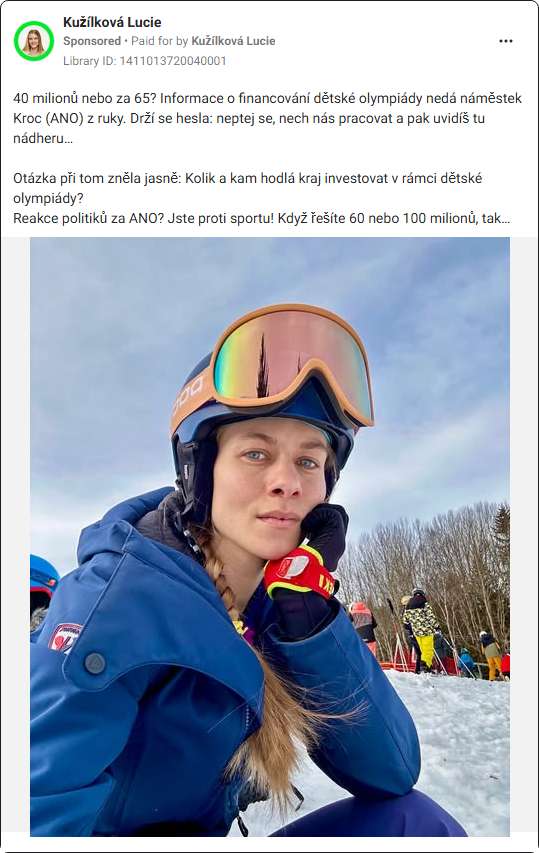 Kužílková Lucie
Sponsored • Paid for by Kužílková Lucie
Library ID: 1411013720040001
40 milionů nebo za 65? Informace o financování dětské olympiády nedá náměstek
Kroc (ANO) z ruky. Drží se hesla: neptej se, nech nás pracovat a pak uvidíš tu
nádheru...
Otázka při tom zněla jasně: Kolik a kam hodlá kraj investovat v rámci dětské
olympiády?
Reakce politiků za ANO? Jste proti sportu! Když řešíte 60 nebo 100 milionů, tak...